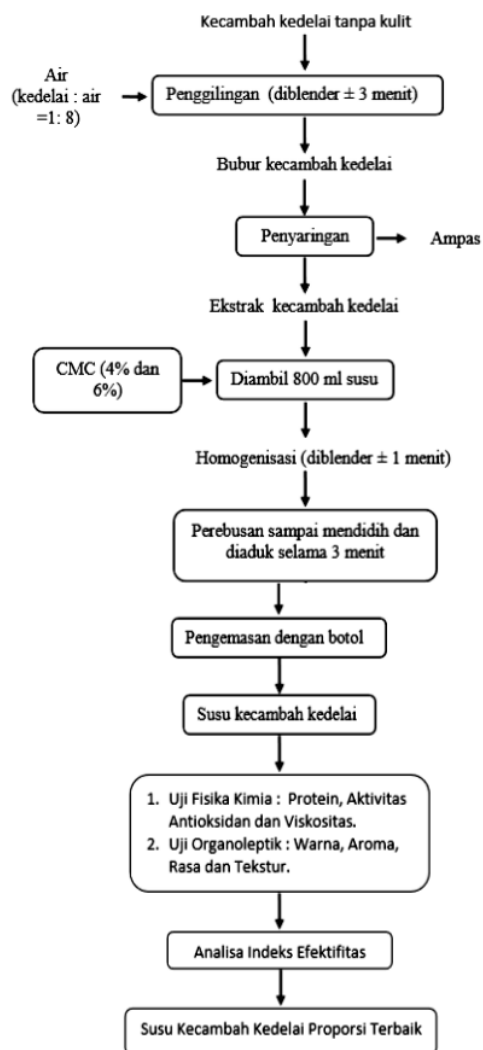 Kecambah kedelai tanpa kulit
Air
(kedelai : air
=1: 8)
Penggilingan (diblender ± 3 menit)
Bubur kecambah kedelai
Penyaringan
Ampas
Ekstrak kecambah kedelai
CMC (4% dan
6%)
Diambil 800 ml susu
Homogenisasi (diblender ± 1 menit)
Perebusan sampai mendidih dan
diaduk selama 3 menit
Pengemasan dengan botol
Susu kecambah kedelai
1. Uji Fisika Kimia : Protein, Aktivitas
Antioksidan dan Viskositas.
2. Uji Organoleptik : Warna, Aroma,
Rasa dan Tekstur.
Analisa Indeks Efektifitas
Susu Kecambah Kedelai Proporsi Terbaik